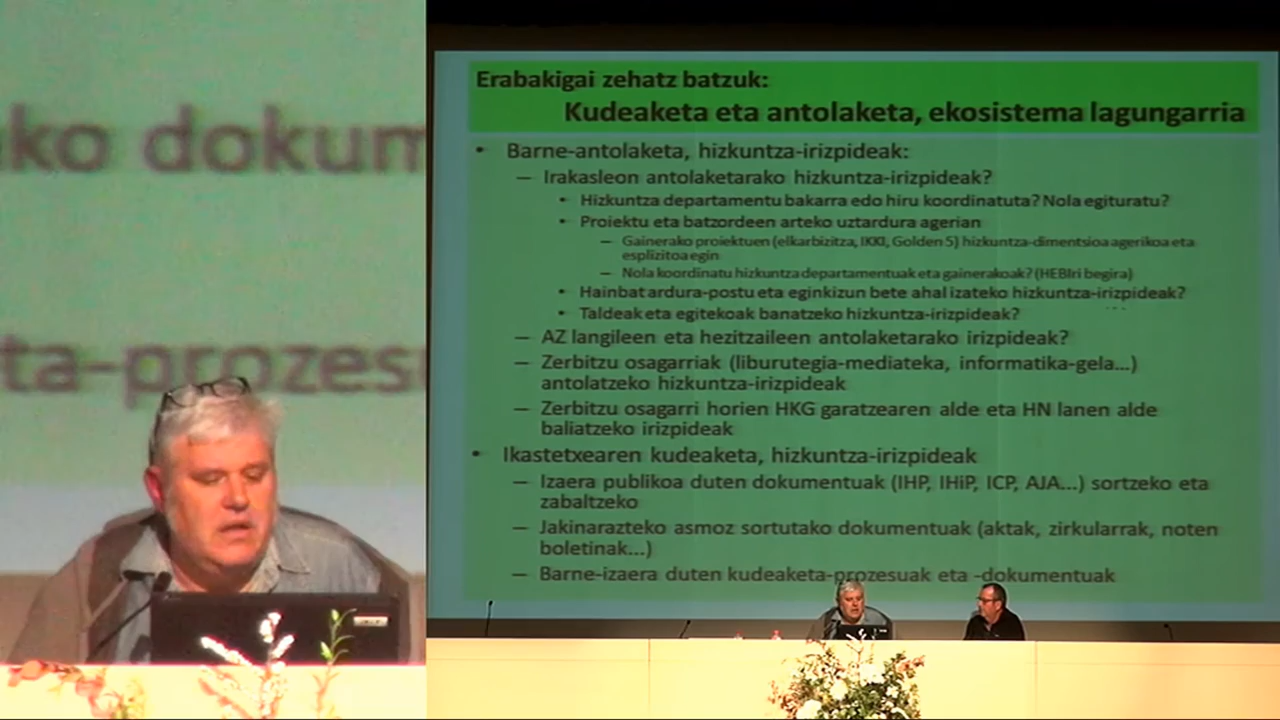 ko dokum
ta-prozesu
Erabakigai zehatz batzuk:
Kudeaketa eta antolaketa, ekosistema lagungarria
• Barne-antolaketa, hizkuntza-irizpideak:
– Irakasleon antolaketarako hizkuntza-irizpideak?
• Hizkuntza departamentu bakarra edo hiru koordinatuta? Nola egituratu?
• Proiektu eta batzordeen arteko uztardura agerian
– Gainerako proiektuen (elkarbizitza, IKKI, Golden 5) hizkuntza-dimentsioa agerikoa eta
esplizitoa egin
– Nola koordinatu hizkuntza departamentuak eta gainerakoak? (HEBIri begira)
• Hainbat ardura-postu eta eginkizun bete ahal izateko hizkuntza-irizpideak?
• Taldeak eta egitekoak banatzeko hizkuntza-irizpideak?
– AZ langileen eta hezitzaileen antolaketarako irizpideak?
– Zerbitzu osagarriak (liburutegia-mediateka, informatika-gela...)
antolatzeko hizkuntza-irizpideak
– Zerbitzu osagarri horien HKG garatzearen alde eta HN lanen alde
baliatzeko irizpideak
• Ikastetxearen kudeaketa, hizkuntza-irizpideak
– Izaera publikoa duten dokumentuak (IHP, IHiP, ICP, AJA...) sortzeko eta
zabaltzeko
– Jakinarazteko asmoz sortutako dokumentuak (aktak, zirkularrak, noten
boletinak...)
– Barne-izaera duten kudeaketa-prozesuak eta -dokumentuak